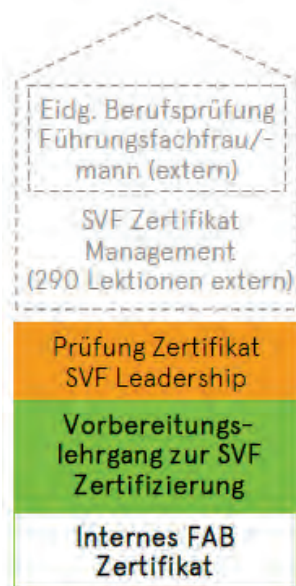 Eidg. Berufsprüfung
Führungsfachfrau/-
mann (extern)
SVF Zertifikat
Management
(290 Lektionen extern)
Prüfung Zertifikat
SVF Leadership
Vorbereitungs-
lehrgang zur SVF
Zertifizierung
Internes FAB
Zertifikat